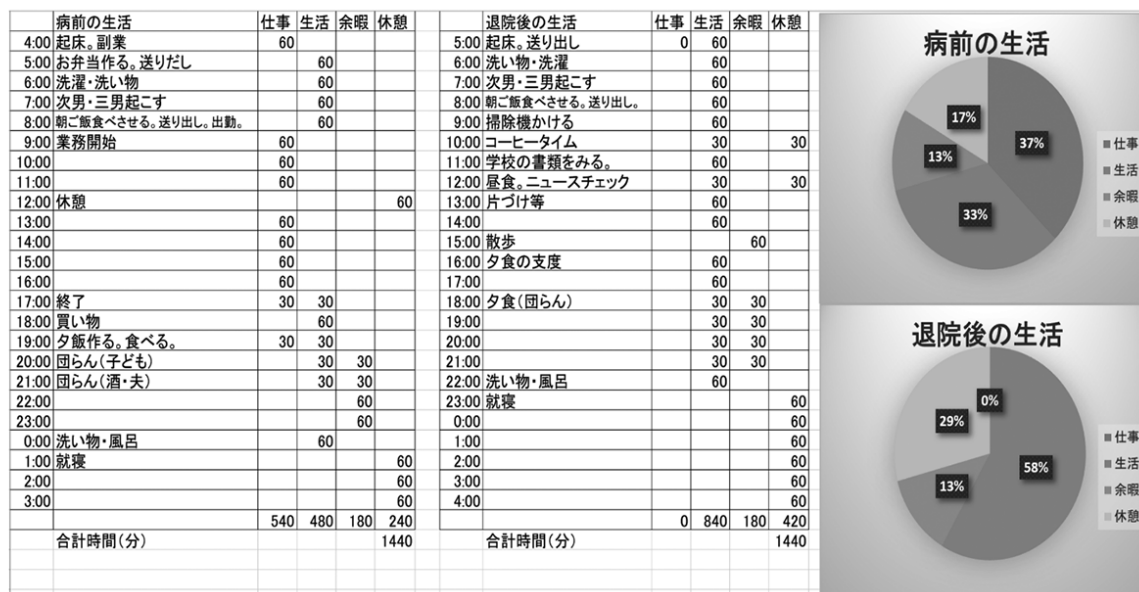 病前の生活 仕事 生活 余暇 休憩
4:00 起床。副業 60
5:00 お弁当作る。送りだし 60
6:00 洗濯・洗い物 60
7:00 次男・三男起こす 60
8:00 朝ご飯食べさせる。送り出し。出勤。 60
9:00 業務開始 60
10:00 60
11:00 60
12:00 休憩 60
13:00 60
14:00 60
15:00 60
16:00 60
17:00 終了 30 30
18:00 買い物 60
19:00 夕飯作る。食べる。 30 30
20:00 団らん(子ども) 30 30
21:00 団らん(酒・夫) 30 30
22:00 60
23:00 60
0:00 洗い物・風呂 60
1:00 就寝 60
2:00 60
3:00 60
540 480 180 240
合計時間(分) 1440
退院後の生活 仕事 生活 余暇 休憩
5:00 起床。送り出し 0 60
6:00 洗い物・洗濯 60
7:00 次男・三男起こす 60
8:00 朝ご飯食べさせる。送り出し。 60
9:00 掃除機かける 60
10:00 コーヒータイム 30 30
11:00 学校の書類をみる。 60
12:00 昼食。ニュースチェック 30 30
13:00 片づけ等 60
14:00 60
15:00 散歩 60
16:00 夕食の支度 60
17:00 60
18:00 夕食(団らん) 30 30
19:00 30 30
20:00 30 30
21:00 30 30
22:00 洗い物・風呂 60
23:00 就寝 60
0:00 60
1:00 60
2:00 60
3:00 60
4:00 60
0 840 180 420
合計時間(分) 1440
病前の生活
17%
37%
13%
33%
仕事
生活
余暇
休憩
退院後の生活
0%
29%
58%
13%
仕事
生活
余暇
休憩